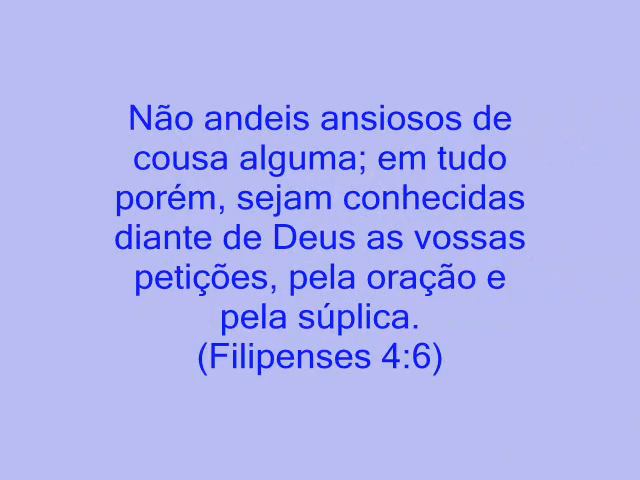 Não andeis ansiosos de
cousa alguma; em tudo
porém, sejam conhecidas
diante de Deus as vossas
petições, pela oração e
pela súplica.
(Filipenses 4:6)